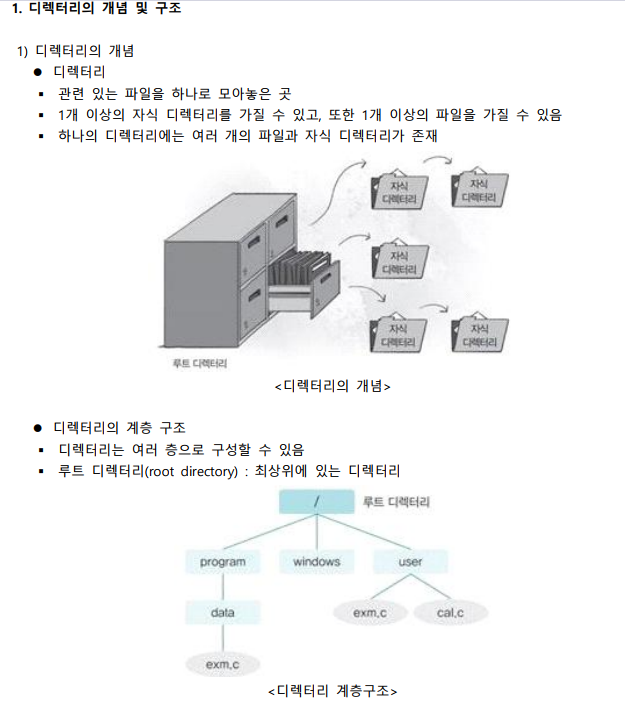 1. 디렉터리의 개념 및 구조
1) 디렉터리의 개념
● 디렉터리
▪ 관련 있는 파일을 하나로 모아놓은 곳
▪ 1개 이상의 자식 디렉터리를 가질 수 있고, 또한 1개 이상의 파일을 가질 수 있음
▪ 하나의 디렉터리에는 여러 개의 파일과 자식 디렉터리가 존재
자식
디렉터리
자식
디렉터리
자식
디렉터리
자식
디렉터리
자식
디렉터리
루트 디렉터리
<디렉터리의 개념>
● 디렉터리의 계층 구조
▪ 디렉터리는 여러 층으로 구성할 수 있음
▪ 루트 디렉터리(root directory) : 최상위에 있는 디렉터리
/ 루트 디렉터리
program windows user
data exm.c cal.c
exm.c
<디렉터리 계층구조>